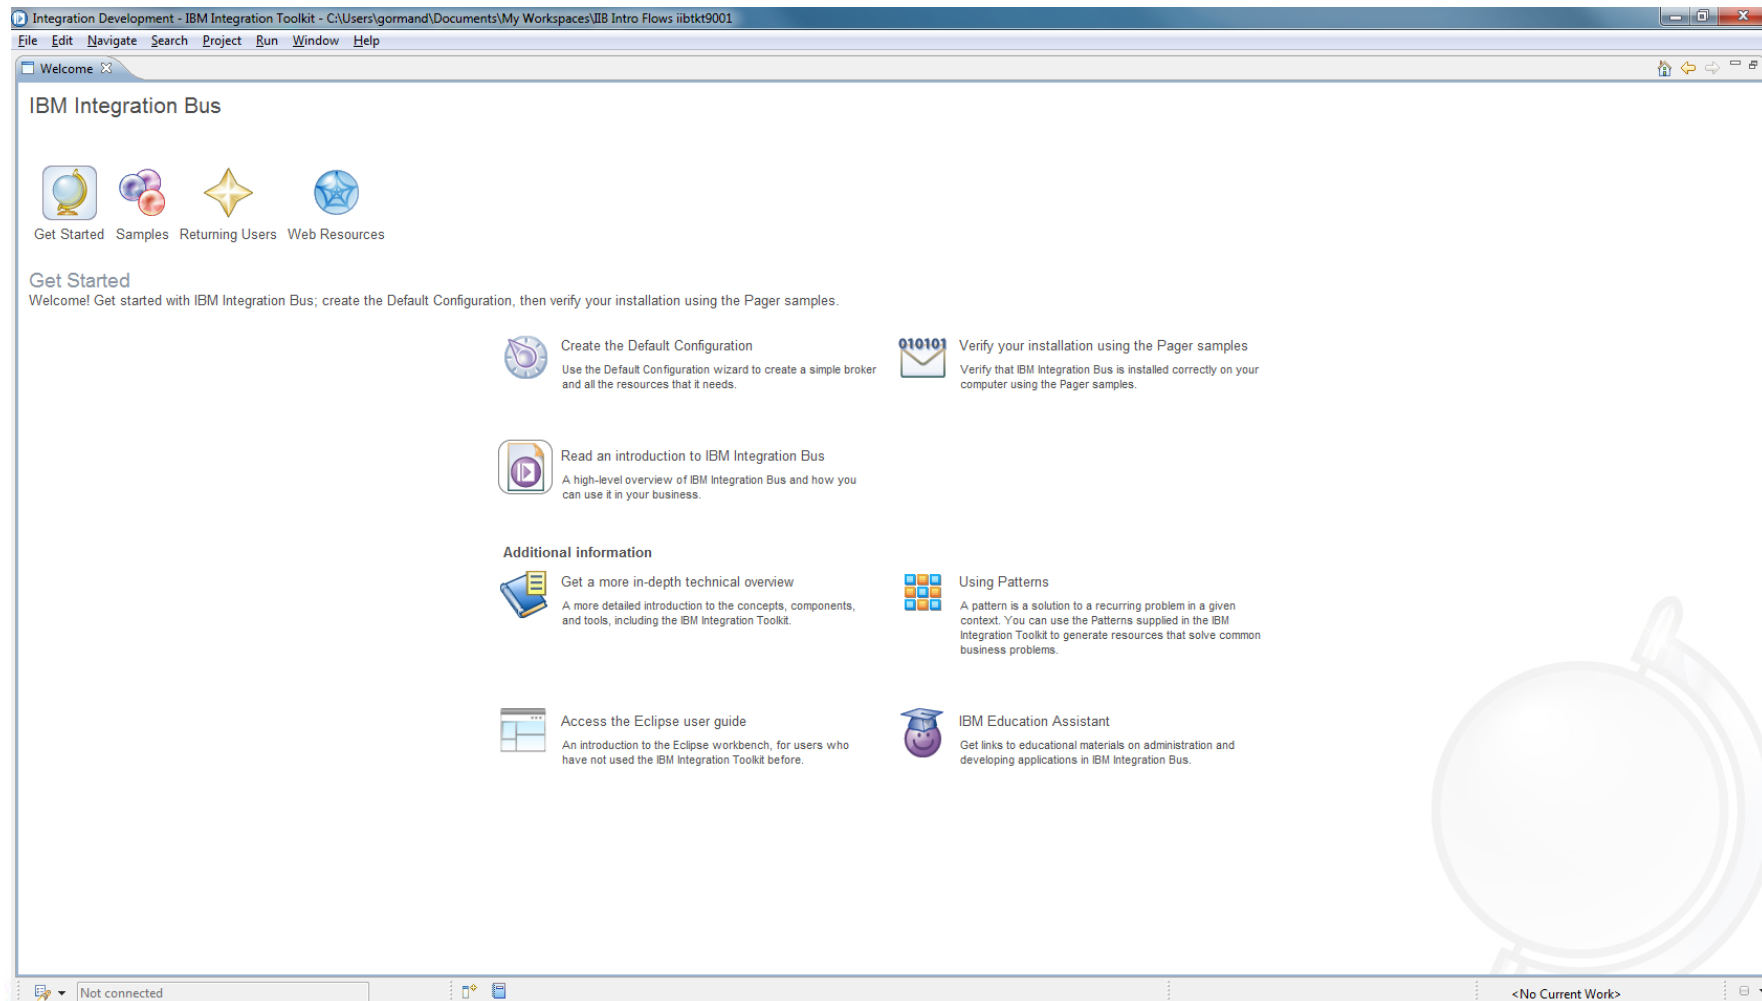 Integration Development - IBM Integration Toolkit - C:\Users\gormand\Documents\My Workspaces\IIB Intro Flows iibtkt9001
File Edit Navigate Search Project Run Window Help
Welcome
IBM Integration Bus
Get Started Samples Returning Users Web Resources
Get Started
Welcome! Get started with IBM Integration Bus; create the Default Configuration, then verify your installation using the Pager samples.
Create the Default Configuration
Use the Default Configuration wizard to create a simple broker
and all the resources that it needs.
010101
Verify your installation using the Pager samples
Verify that IBM Integration Bus is installed correctly on your
computer using the Pager samples.
Read an introduction to IBM Integration Bus
A high-level overview of IBM Integration Bus and how you
can use it in your business.
Additional information
Get a more in-depth technical overview
A more detailed introduction to the concepts, components,
and tools, including the IBM Integration Toolkit.
Using Patterns
A pattern is a solution to a recurring problem in a given
context. You can use the Patterns supplied in the IBM
Integration Toolkit to generate resources that solve common
business problems.
Access the Eclipse user guide
An introduction to the Eclipse workbench, for users who
have not used the IBM Integration Toolkit before.
IBM Education Assistant
Get links to educational materials on administration and
developing applications in IBM Integration Bus.
Not connected
<No Current Work>